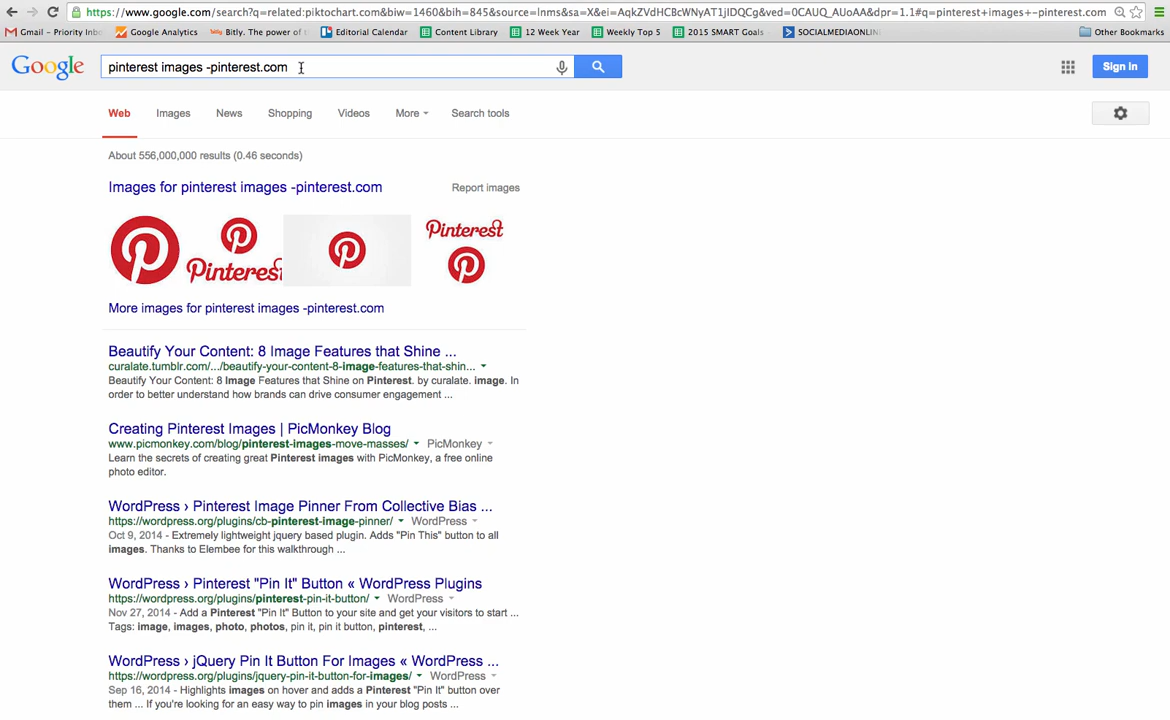 https://www.google.com/search?q=related:piktochart.com&biw=1460&bih=845&source=lnms&sa=X&ei=AqkZVdHCBcWNyAT1jIDQCg&ved=0CAUQ_AUoAA&dpr=1.1#q=pinterest+images+-pinterest.com
Gmail - Priority Inbo
Google Analytics
Bitly. The power of
Editorial Calendar
Content Library
12 Week Year
Weekly Top 5
2015 SMART Goals
SOCIALMEDIAONLIN
Other Bookmarks
Google
pinterest images -pinterest.com
Sign in
Web Images News Shopping Videos More Search tools
About 556,000,000 results (0.46 seconds)
Images for pinterest images -pinterest.com
Report images
Pinterest
Pinterest
More images for pinterest images -pinterest.com
Beautify Your Content: 8 Image Features that Shine ...
curalate.tumblr.com/.../beautify-your-content-8-image-features-that-shin...
Beautify Your Content: 8 Image Features that Shine on Pinterest. by curalate. image. In
order to better understand how brands can drive consumer engagement ...
Creating Pinterest Images | PicMonkey Blog
www.picmonkey.com/blog/pinterest-images-move-masses/ PicMonkey
Learn the secrets of creating great Pinterest images with PicMonkey, a free online
photo editor.
WordPress › Pinterest Image Pinner From Collective Bias ...
https://wordpress.org/plugins/cb-pinterest-image-pinner/ WordPress
Oct 9, 2014 - Extremely lightweight jquery based plugin. Adds "Pin This" button to all
images. Thanks to Elembee for this walkthrough ...
WordPress › Pinterest "Pin It" Button « WordPress Plugins
https://wordpress.org/plugins/pinterest-pin-it-button/ WordPress
Nov 27, 2014 - Add a Pinterest "Pin It" Button to your site and get your visitors to start ...
Tags: image, images, photo, photos, pin it, pin it button, pinterest, ...
WordPress › jQuery Pin It Button For Images « WordPress ...
https://wordpress.org/plugins/jquery-pin-it-button-for-images/ WordPress
Sep 16, 2014 - Highlights images on hover and adds a Pinterest "Pin It" button over
them ... If you're looking for an easy way to pin images in your blog posts ...